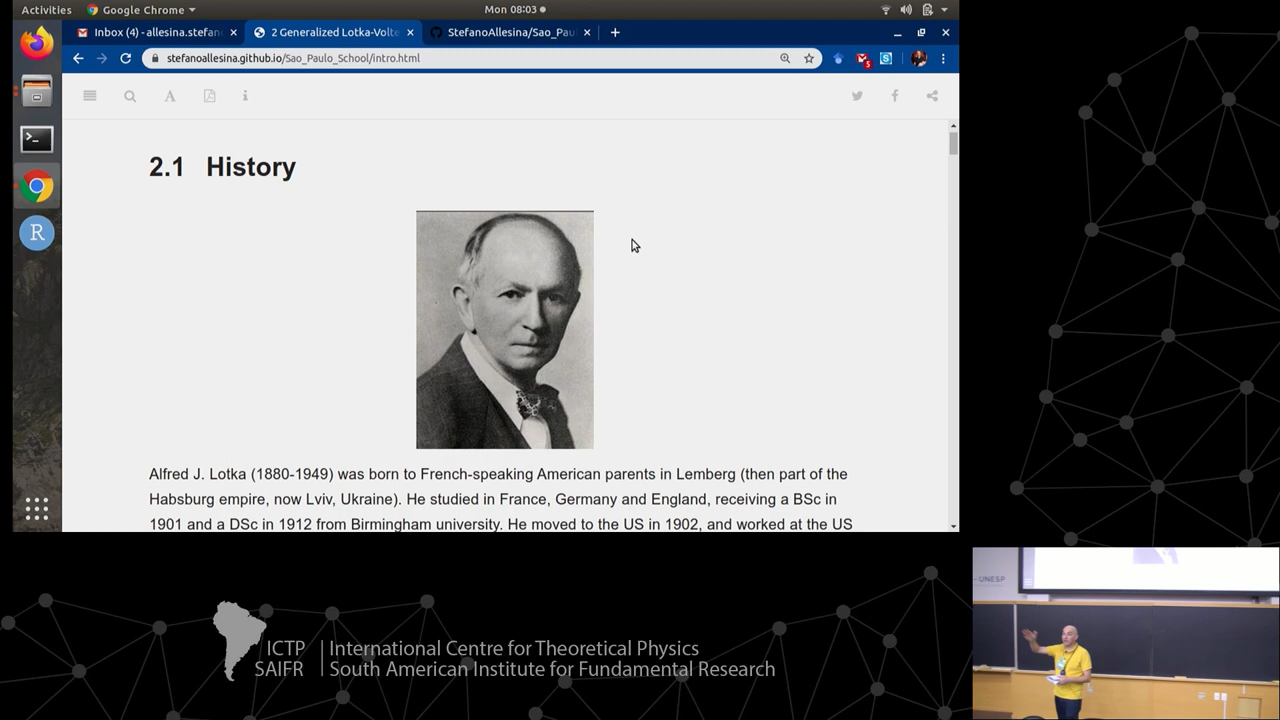 Activities
Google Chrome
Mon 08:03
Inbox (4) - allesina.stefan
2 Generalized Lotka-Volte
StefanoAllesina/Sao_Pau
stefanoallesina.github.io/Sao_Paulo_School/intro.html
5
A
i
2.1 History
Alfred J. Lotka (1880-1949) was born to French-speaking American parents in Lemberg (then part of the
Habsburg empire, now Lviv, Ukraine). He studied in France, Germany and England, receiving a BSc in
1901 and a DSc in 1912 from Birmingham university. He moved to the US in 1902, and worked at the US
R
ICTP
SAIFR
International Centre for Theoretical Physics
South American Institute for Fundamental Research
- UNESP